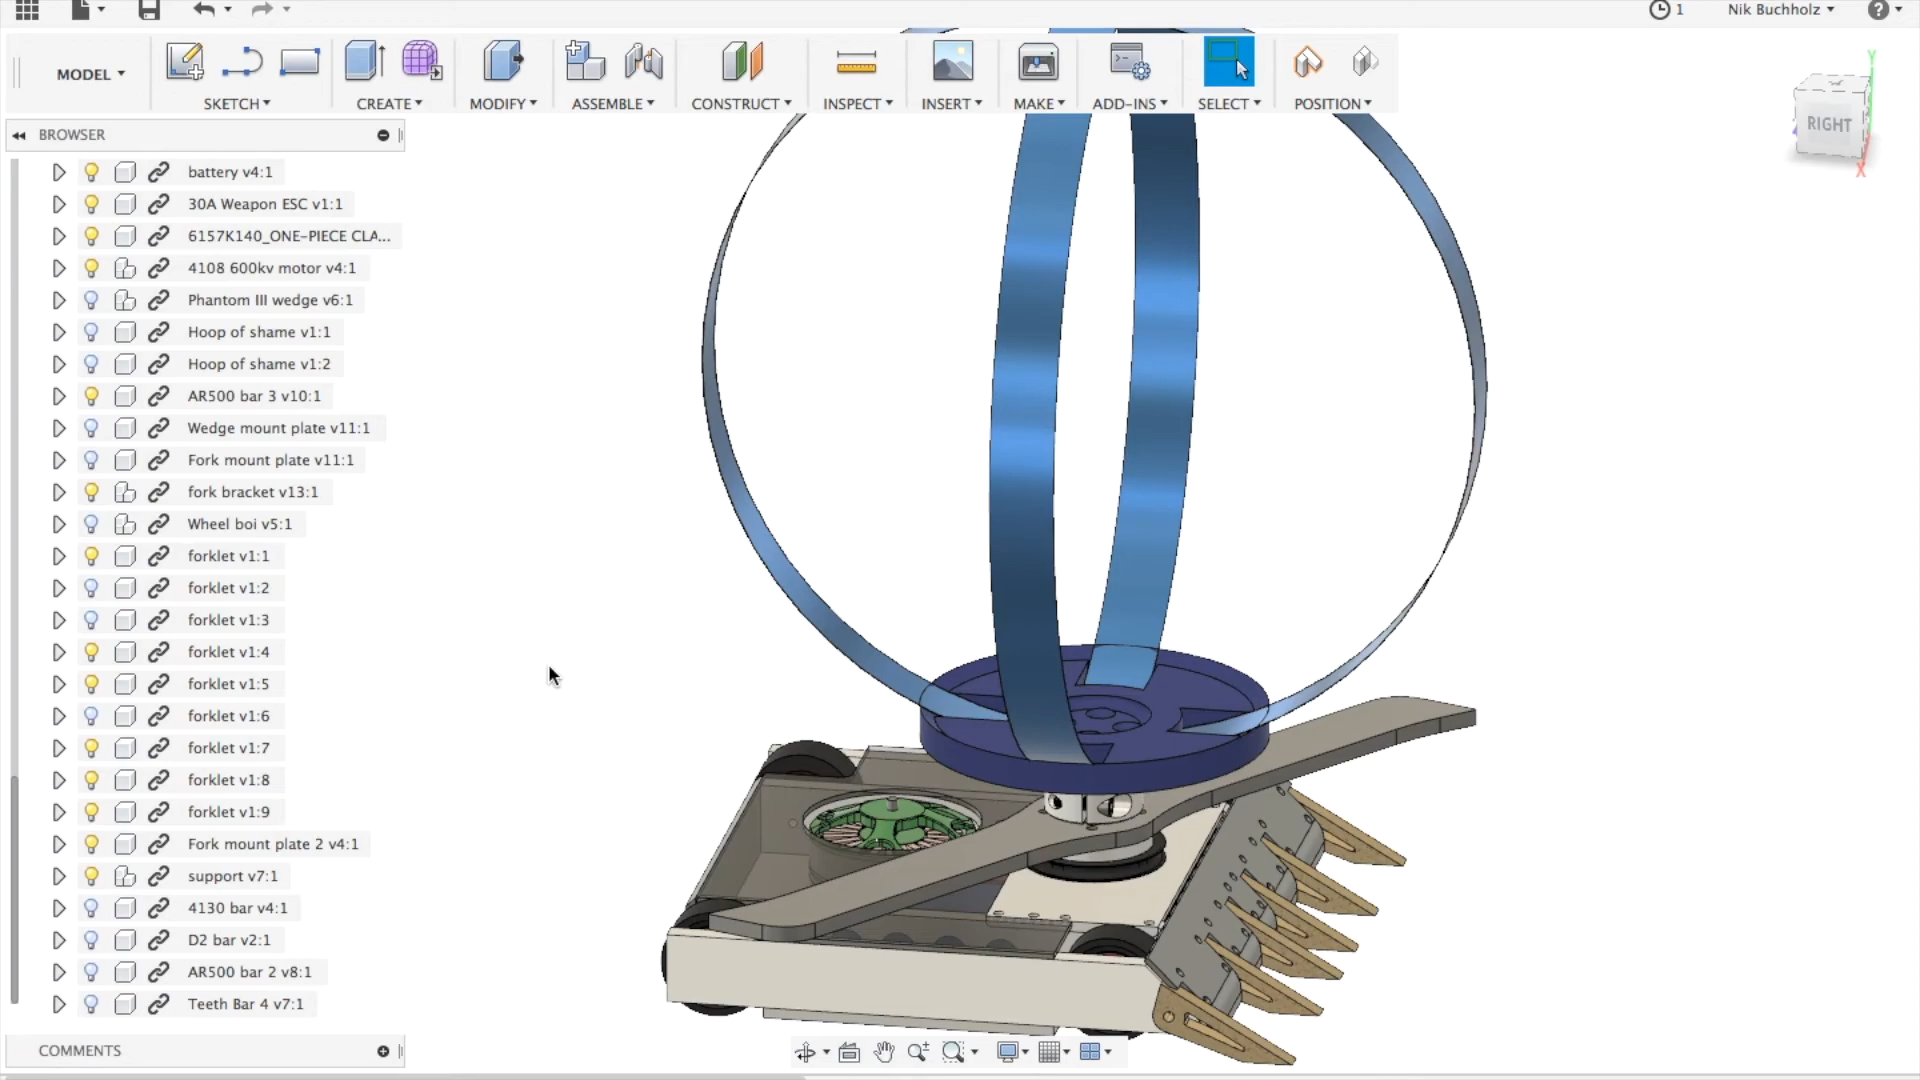 1
Nik Buchholz
MODEL
SKETCH
CREATE
MODIFY
ASSEMBLE
CONSTRUCT
INSPECT
INSERT
MAKE
ADD-INS
SELECT
POSITION
RIGHT
Y
X
BROWSER
battery v4:1
30A Weapon ESC v1:1
6157K140_ONE-PIECE CLA...
4108 600kv motor v4:1
Phantom III wedge v6:1
Hoop of shame v1:1
Hoop of shame v1:2
AR500 bar 3 v10:1
Wedge mount plate v11:1
Fork mount plate v11:1
fork bracket v13:1
Wheel boi v5:1
forklet v1:1
forklet v1:2
forklet v1:3
forklet v1:4
forklet v1:5
forklet v1:6
forklet v1:7
forklet v1:8
forklet v1:9
Fork mount plate 2 v4:1
support v7:1
4130 bar v4:1
D2 bar v2:1
AR500 bar 2 v8:1
Teeth Bar 4 v7:1
COMMENTS